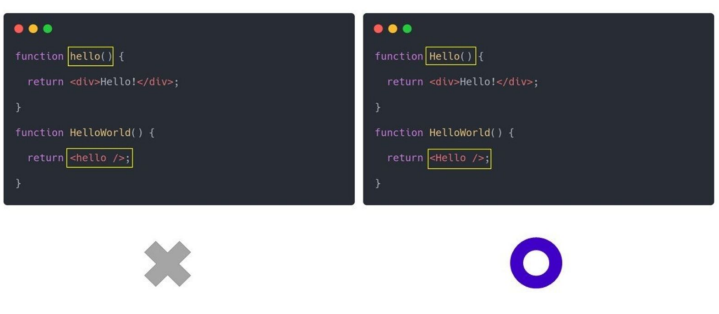 function hello() {
  return <div>Hello!</div>;
}
function HelloWorld() {
  return <hello />;
}
function Hello() {
  return <div>Hello!</div>;
}
function HelloWorld() {
  return <Hello />;
}